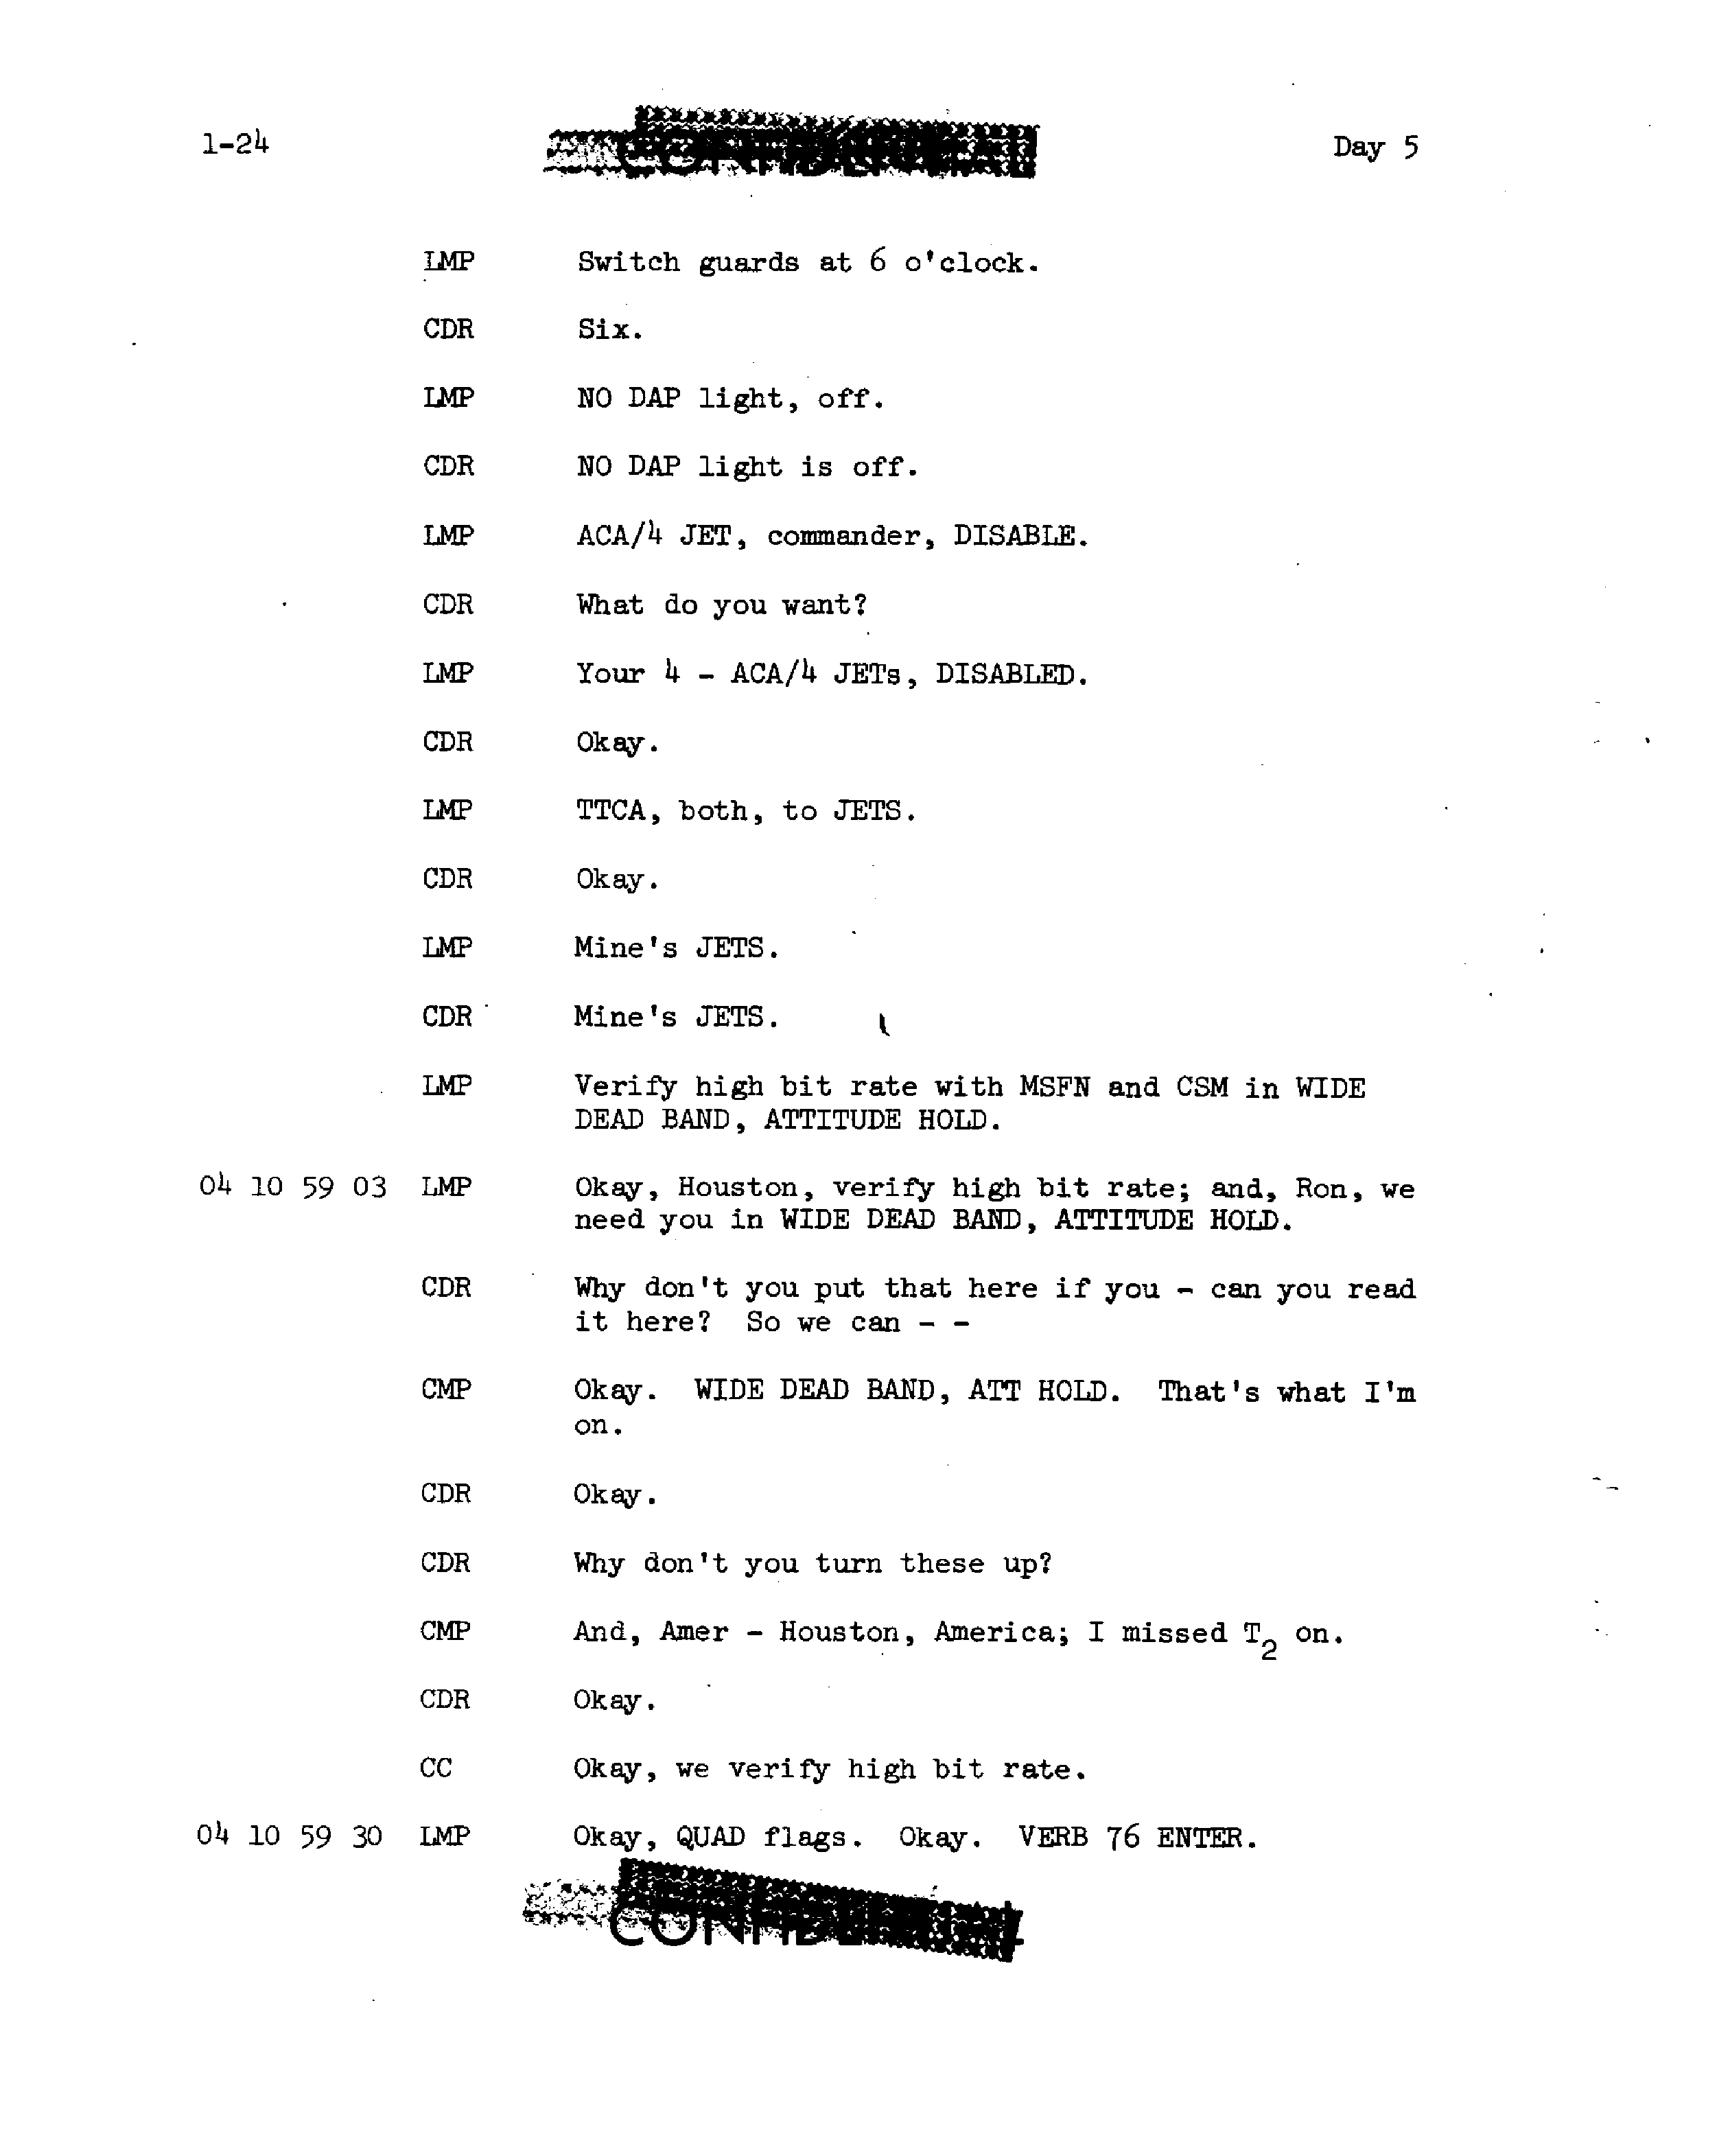 1-24 Day 5
LMP Switch guards at 6 o'clock.
CDR Six.
LMP NO DAP light, off.
CDR NO DAP light is off.
LMP ACA/4 JET, commander, DISABLE.
CDR What do you want?
LMP Your 4 - ACA/4 JETs, DISABLED.
CDR Okay.
LMP TTCA, both, to JETS.
CDR Okay.
LMP Mine's JETS.
CDR Mine's JETS.
LMP Verify high bit rate with MSFN and CSM in WIDE
DEAD BAND, ATTITUDE HOLD.
04 10 59 03 LMP Okay, Houston, verify high bit rate; and, Ron, we
need you in WIDE DEAD BAND, ATTITUDE HOLD.
CDR Why don't you put that here if you - can you read
it here? So we can - -
CMP Okay. WIDE DEAD BAND, ATT HOLD. That's what I'm
on.
CDR Okay.
CDR Why don't you turn these up?
CMP And, Amer - Houston, America; I missed T2 on.
CDR Okay.
CC Okay, we verify high bit rate.
04 10 59 30 LMP Okay, QUAD flags. Okay. VERB 76 ENTER.